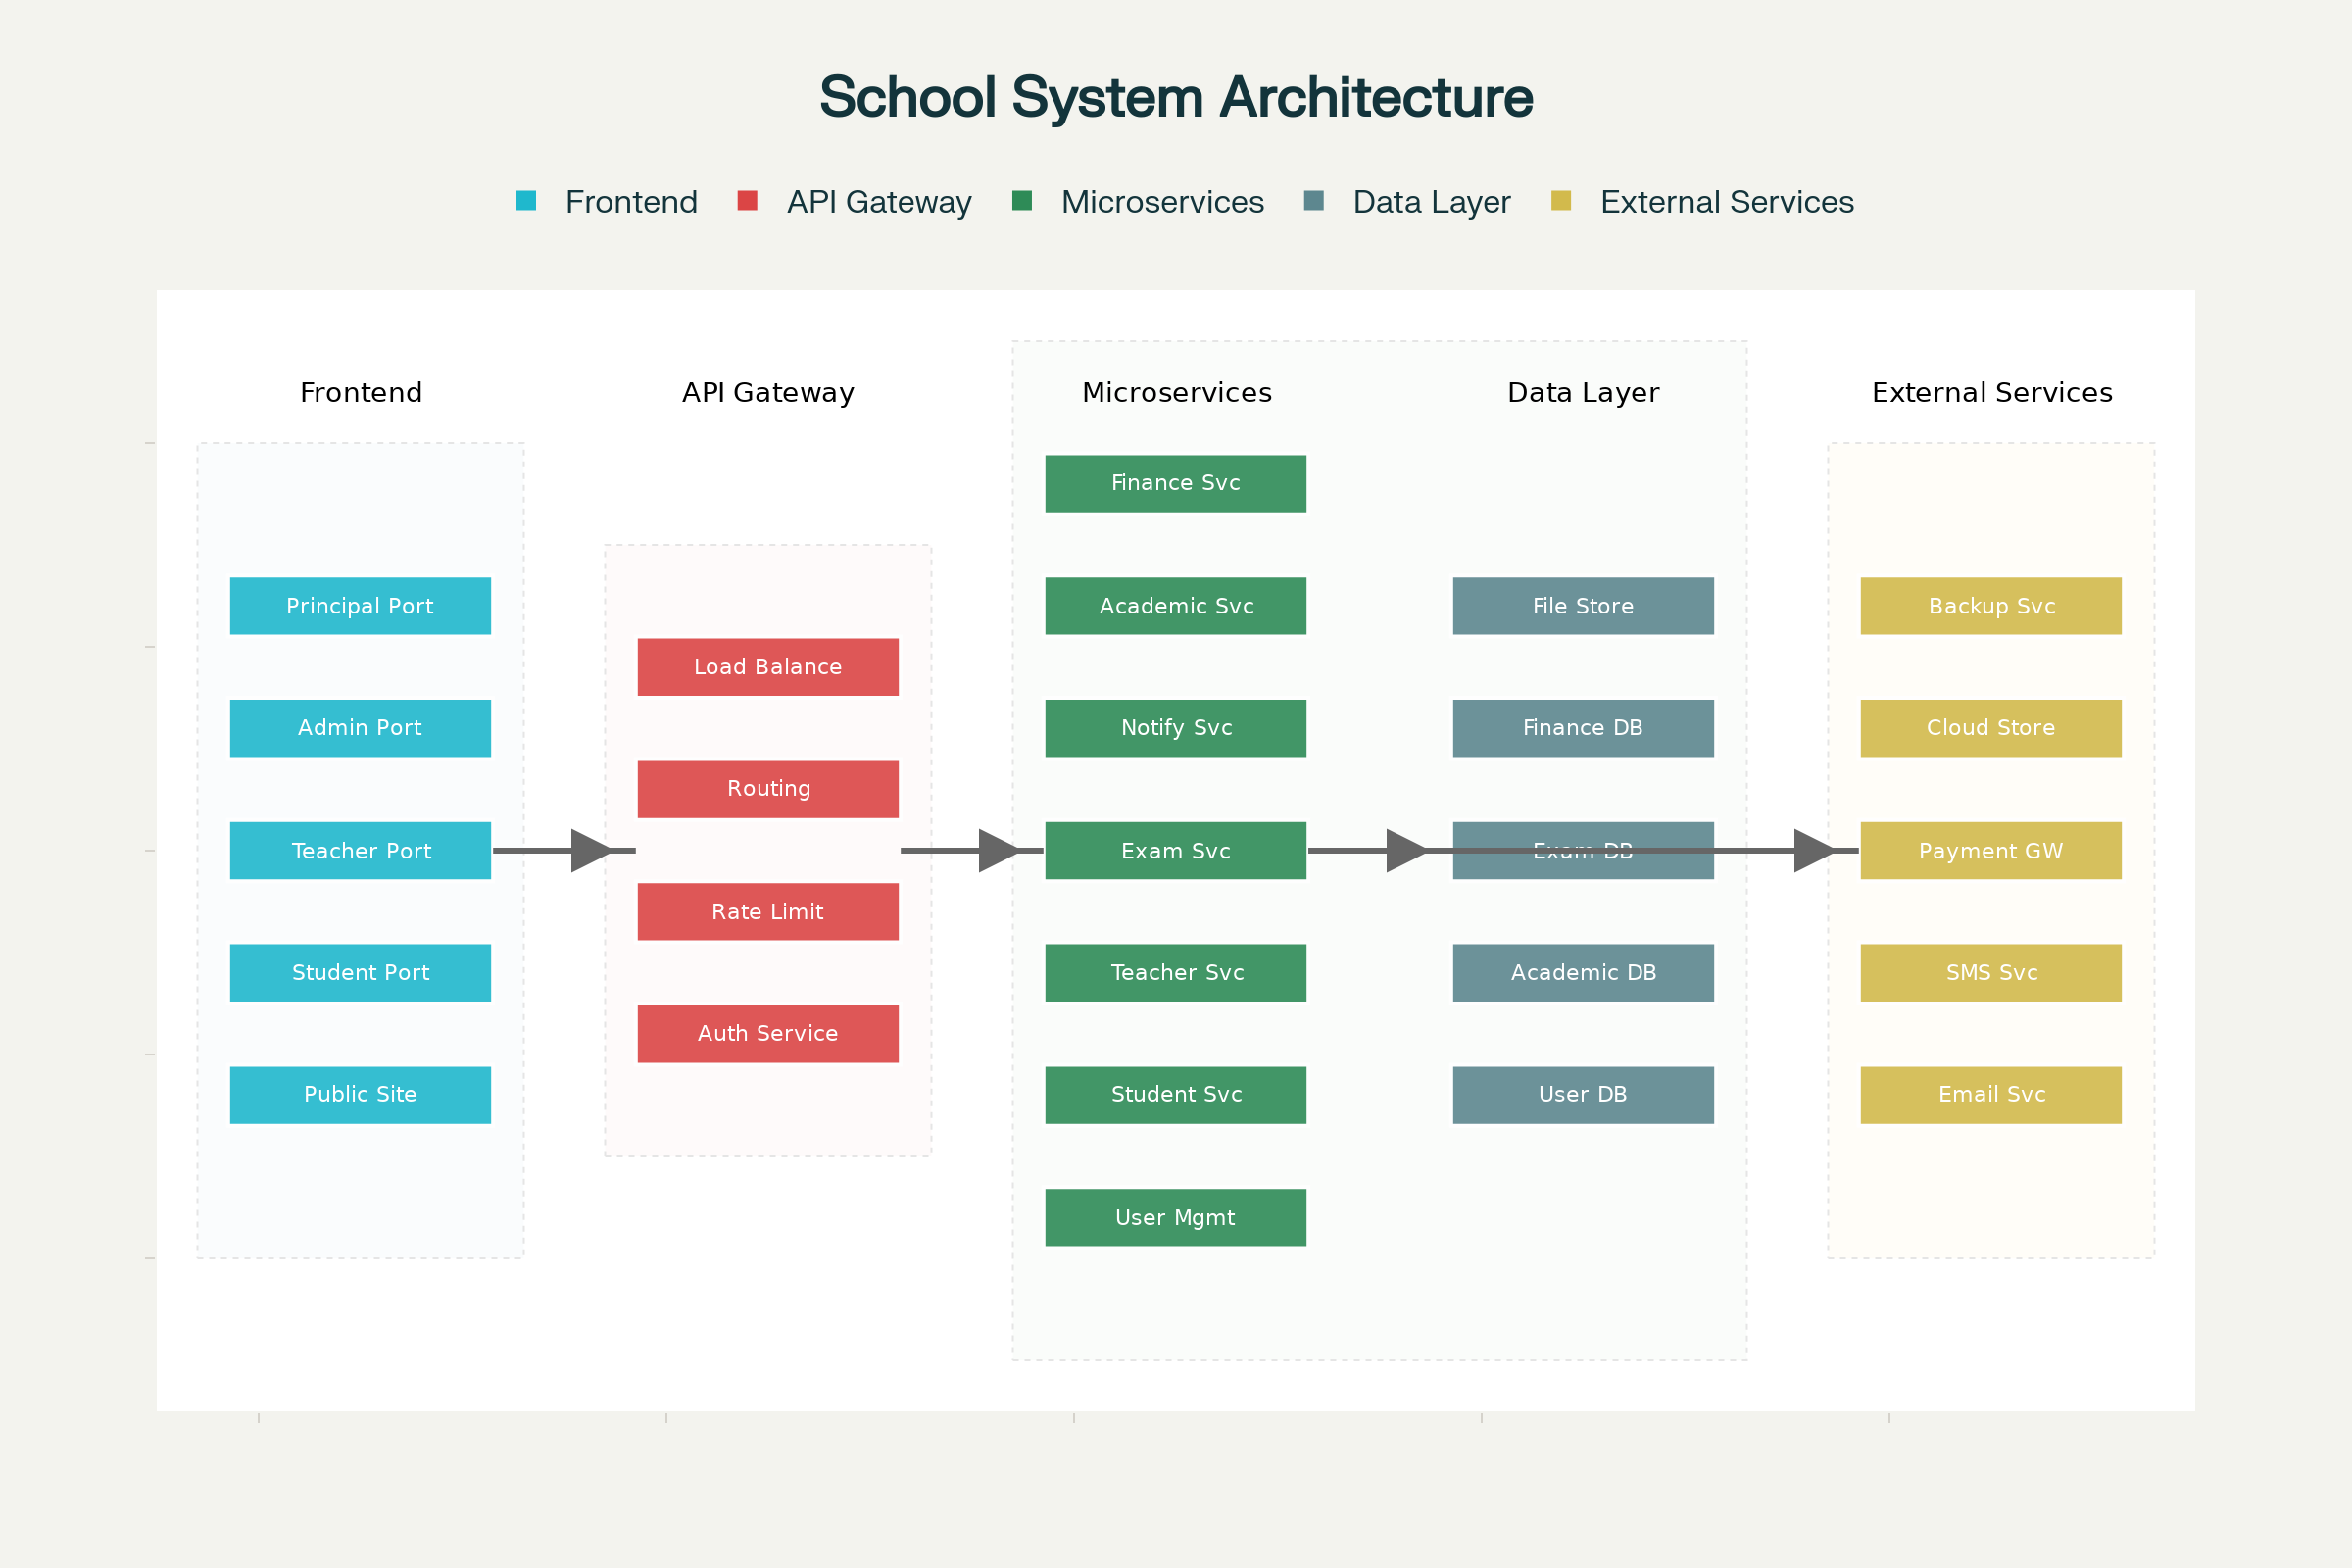 School System Architecture
Frontend
API Gateway
Microservices
Data Layer
External Services
Frontend
Principal Port
Admin Port
Teacher Port
Student Port
Public Site
API Gateway
Load Balance
Routing
Rate Limit
Auth Service
Microservices
Finance Svc
Academic Svc
Notify Svc
Exam Svc
Teacher Svc
Student Svc
User Mgmt
Data Layer
File Store
Finance DB
Exam DB
Academic DB
User DB
External Services
Backup Svc
Cloud Store
Payment GW
SMS Svc
Email Svc